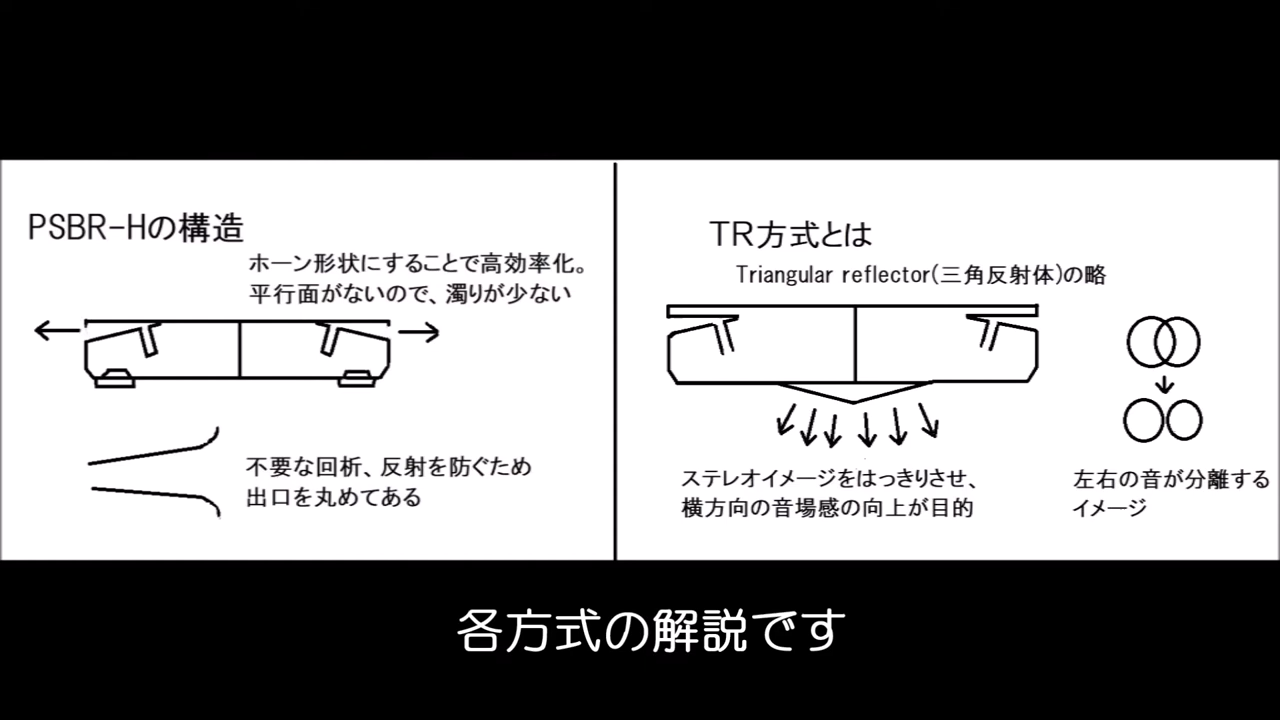 PSBR-Hの構造
ホーン形状にすることで高効率化。
平行面がないので、濁りが少ない
不要な回析、反射を防ぐため
出口を丸めてある
TR方式とは
Triangular reflector(三角反射体)の略
ステレオイメージをはっきりさせ、
横方向の音場感の向上が目的
左右の音が分離する
イメージ
各方式の解説です